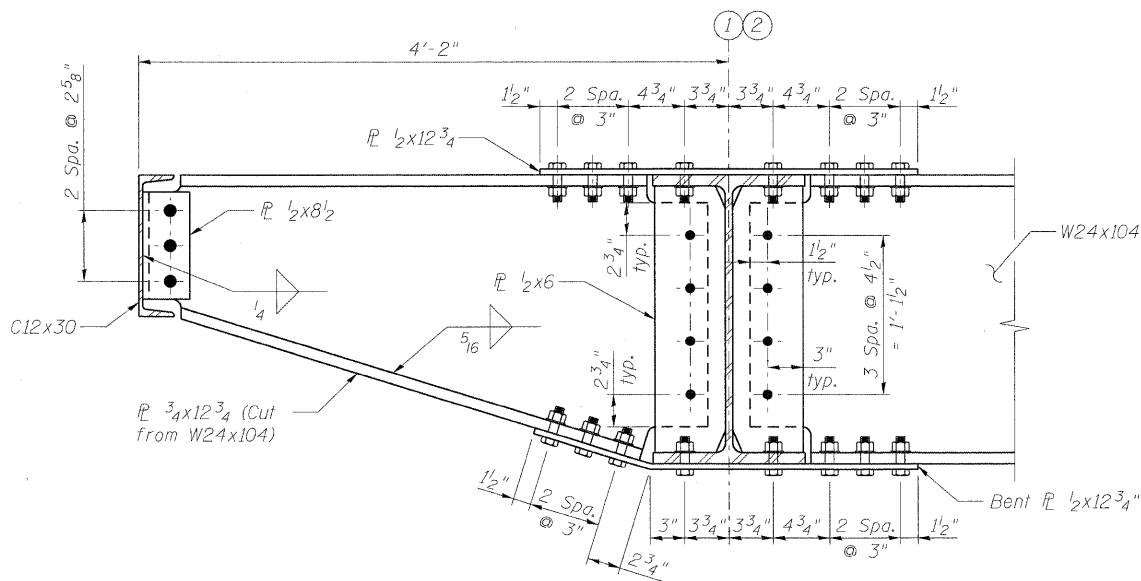 ① ②
4'-2"
2 Spa. @ 2 5/8"
1 1/2" 2 Spa. @ 3" 4 3/4" 3 3/4" 3 3/4" 4 3/4" 2 Spa. @ 3" 1 1/2"
℄ 1/2x12 3/4
℄ 1/2x8 1/2
W24x104
2 3/4" typ.
1 1/2" typ.
℄ 1/2x6
3 Spa. @ 4 1/2" = 1'-1 1/2"
1/4
C12x30
5/16
3" typ.
2 3/4" typ.
℄ 3/4x12 3/4 (Cut
from W24x104)
Bent ℄ 1/2x12 3/4"
1 1/2" 2 Spa. @ 3" 2 3/4"
3" 3 3/4" 3 3/4" 4 3/4" 2 Spa. @ 3" 1 1/2"